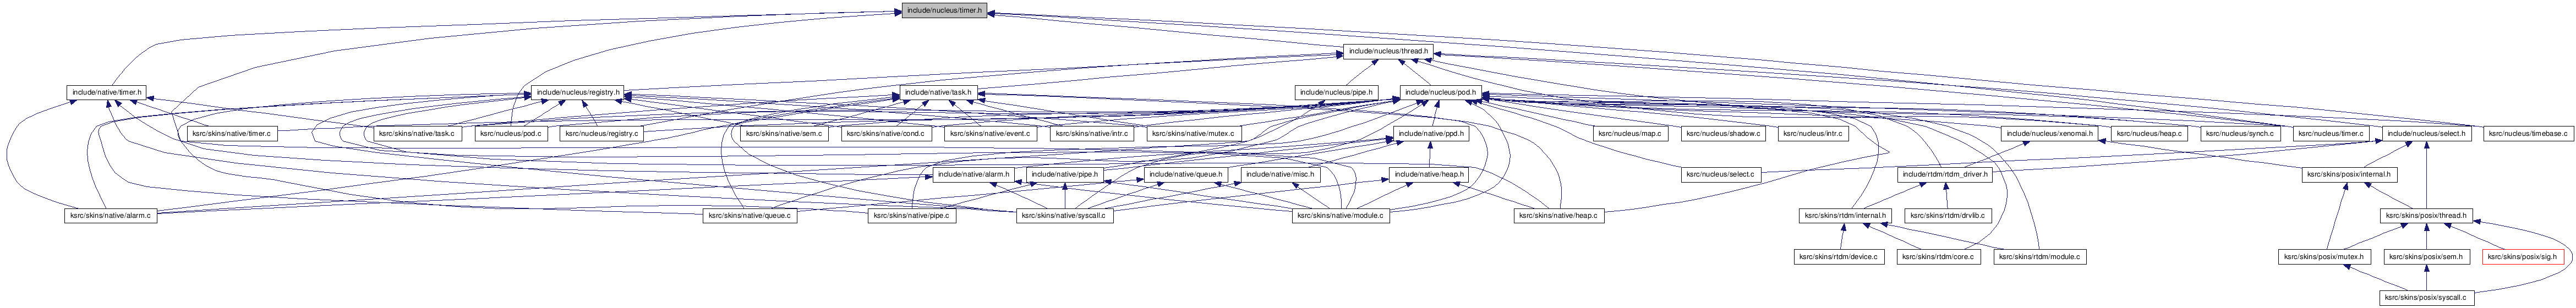 include/nucleus/timer.h
include/nucleus/thread.h
include/native/timer.h
include/nucleus/registry.h
include/native/task.h
include/nucleus/pipe.h
include/nucleus/pod.h
ksrc/skins/native/timer.c
ksrc/skins/native/task.c
ksrc/nucleus/pod.c
ksrc/nucleus/registry.c
ksrc/skins/native/sem.c
ksrc/skins/native/cond.c
ksrc/skins/native/event.c
ksrc/skins/native/intr.c
ksrc/skins/native/mutex.c
include/native/ppd.h
ksrc/nucleus/map.c
ksrc/nucleus/shadow.c
ksrc/nucleus/intr.c
include/nucleus/xenomai.h
ksrc/nucleus/heap.c
ksrc/nucleus/synch.c
ksrc/nucleus/timer.c
include/nucleus/select.h
ksrc/nucleus/timebase.c
include/native/alarm.h
include/native/pipe.h
include/native/queue.h
include/native/misc.h
include/native/heap.h
ksrc/nucleus/select.c
include/rtdm/rtdm_driver.h
ksrc/skins/posix/internal.h
ksrc/skins/native/alarm.c
ksrc/skins/native/queue.c
ksrc/skins/native/pipe.c
ksrc/skins/native/syscall.c
ksrc/skins/native/module.c
ksrc/skins/native/heap.c
ksrc/skins/rtdm/internal.h
ksrc/skins/rtdm/drvlib.c
ksrc/skins/posix/thread.h
ksrc/skins/rtdm/device.c
ksrc/skins/rtdm/core.c
ksrc/skins/rtdm/module.c
ksrc/skins/posix/mutex.h
ksrc/skins/posix/sem.h
ksrc/skins/posix/sig.h
ksrc/skins/posix/syscall.c